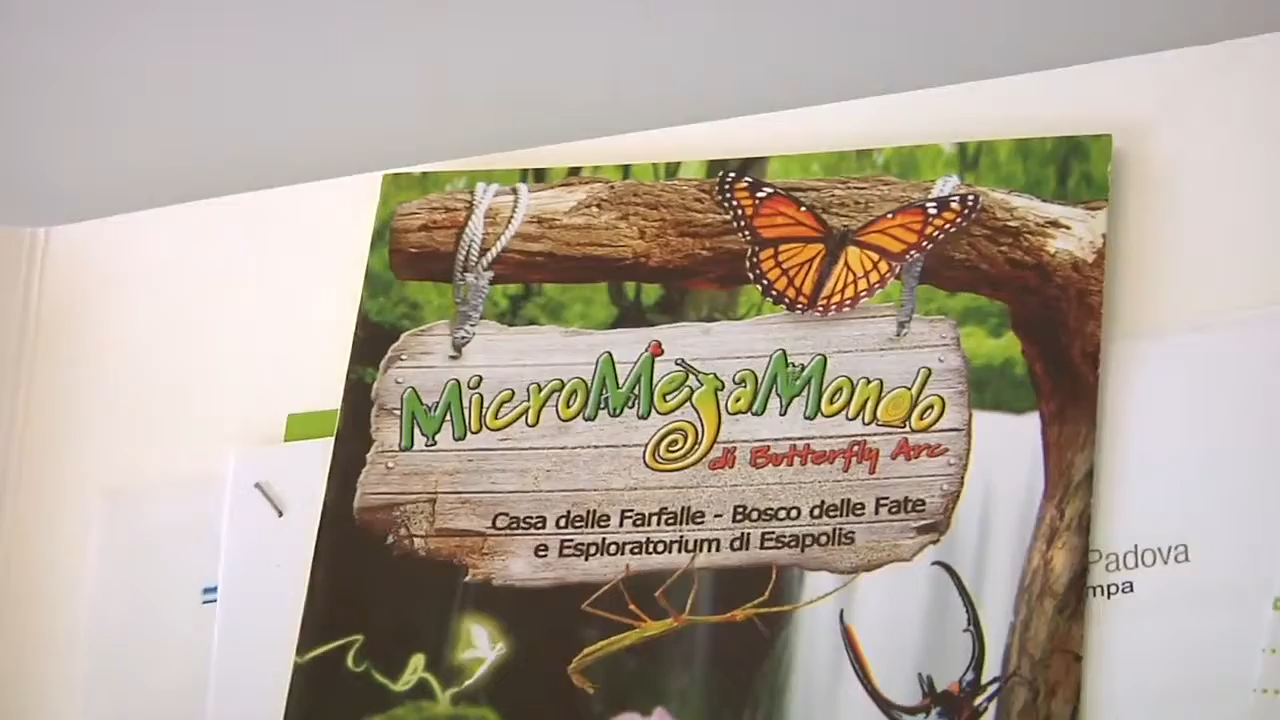 MicroMegaMondo
di Butterfly Arc
Casa delle Farfalle - Bosco delle Fate
e Esploratorium di Esapolis
Padova
mpa